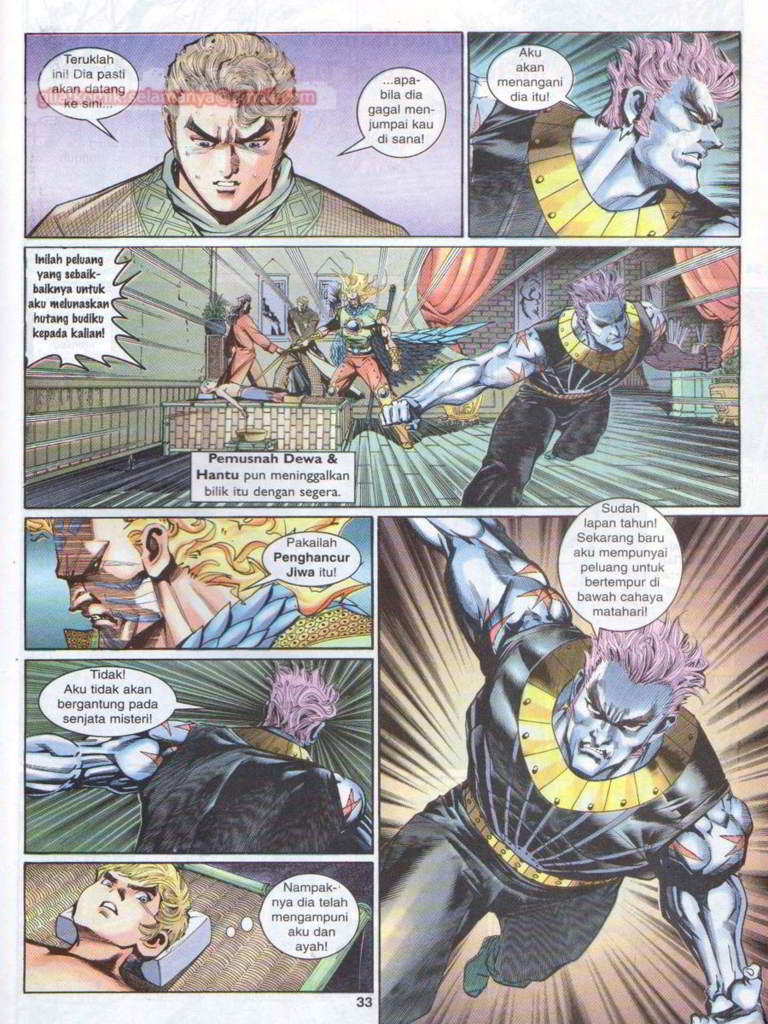 Teruklah
ini! Dia pasti
akan datang
ke sini...
...apa-
bila dia
gagal men-
jumpai kau
di sana!
Aku
akan
menangani
dia itu!
Inilah peluang
yang sebaik-
baiknya untuk
aku melunaskan
hutang budiku
kepada kalian!
Pemusnah Dewa &
Hantu pun meninggalkan
bilik itu dengan segera.
Pakailah
Penghancur
Jiwa itu!
Sudah
lapan tahun!
Sekarang baru
aku mempunyai
peluang untuk
bertempur di
bawah cahaya
matahari!
Tidak!
Aku tidak akan
bergantung pada
senjata misteri!
Nampak-
nya dia telah
mengampuni
aku dan
ayah!
33